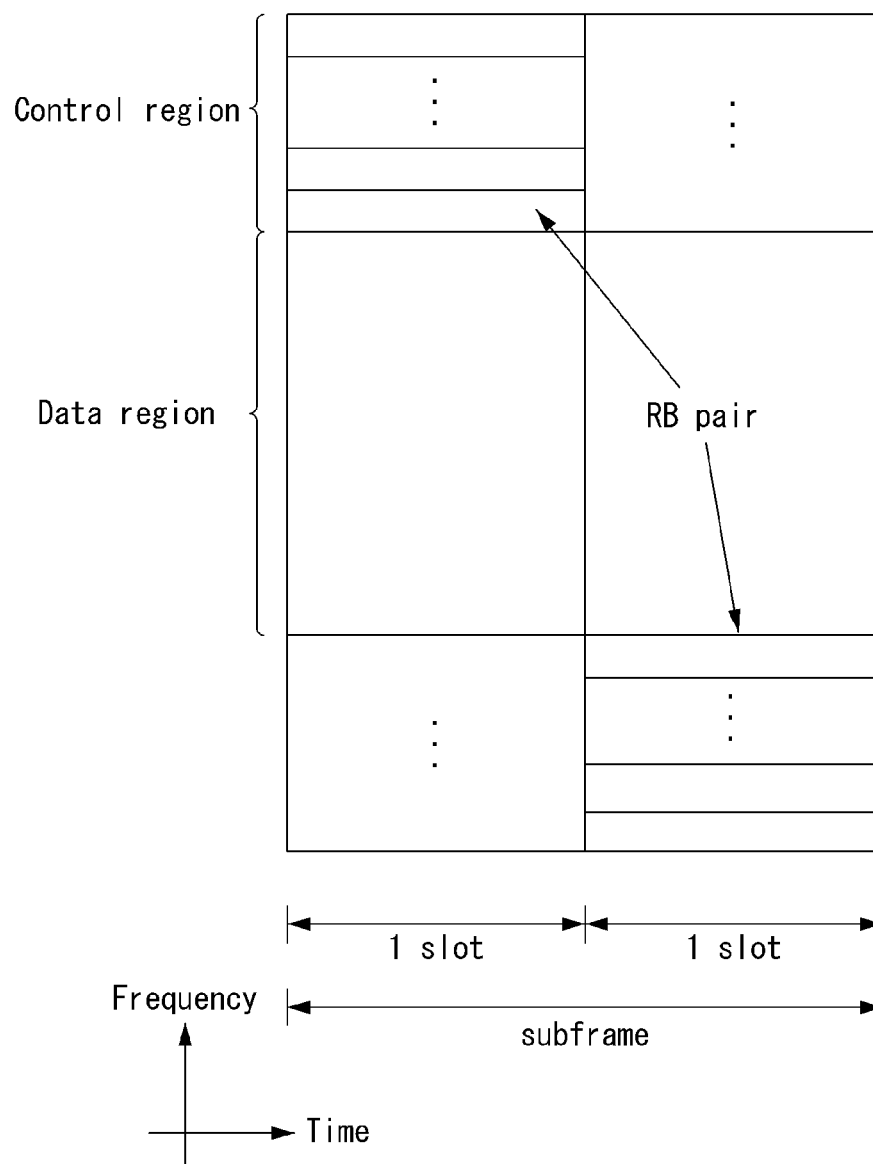 Control region
Data region
RB pair
1 slot
1 slot
Frequency
subframe
Time